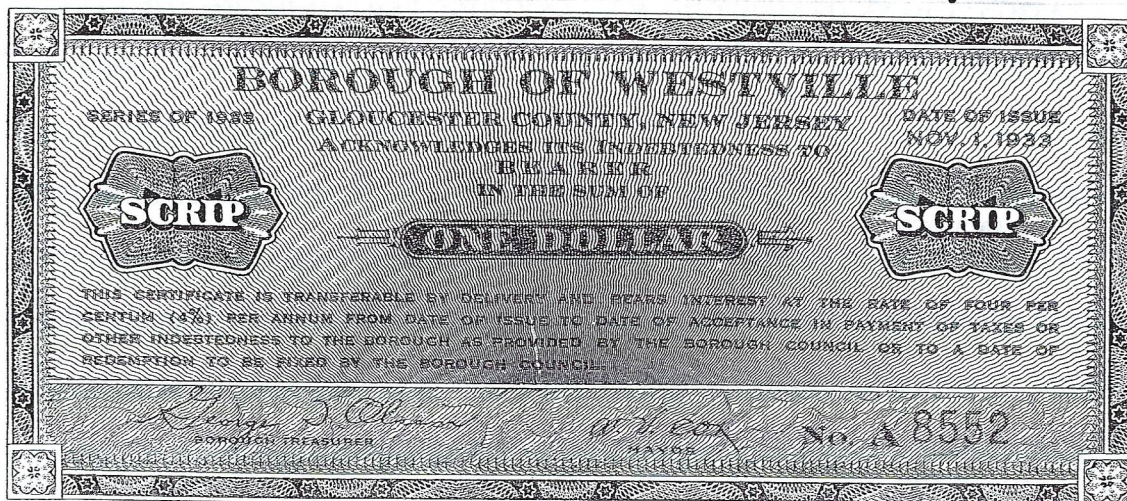 BOROUGH OF WESTVILLE
SERIES OF 1933
GLOUCESTER COUNTY, NEW JERSEY
DATE OF ISSUE
NOV. 1, 1933
ACKNOWLEDGES ITS INDEBTEDNESS TO
BEARER
IN THE SUM OF
SCRIP
ONE DOLLAR
SCRIP
THIS CERTIFICATE IS TRANSFERABLE BY DELIVERY AND BEARS INTEREST AT THE RATE OF FOUR PER
CENTUM (4%) PER ANNUM FROM DATE OF ISSUE TO DATE OF ACCEPTANCE IN PAYMENT OF TAXES OR
OTHER INDEBTEDNESS TO THE BOROUGH AS PROVIDED BY THE BOROUGH COUNCIL OR TO A DATE OF
REDEMPTION TO BE FIXED BY THE BOROUGH COUNCIL.
George
BOROUGH TREASURER
W. V. Cox
MAYOR
No. A 8552